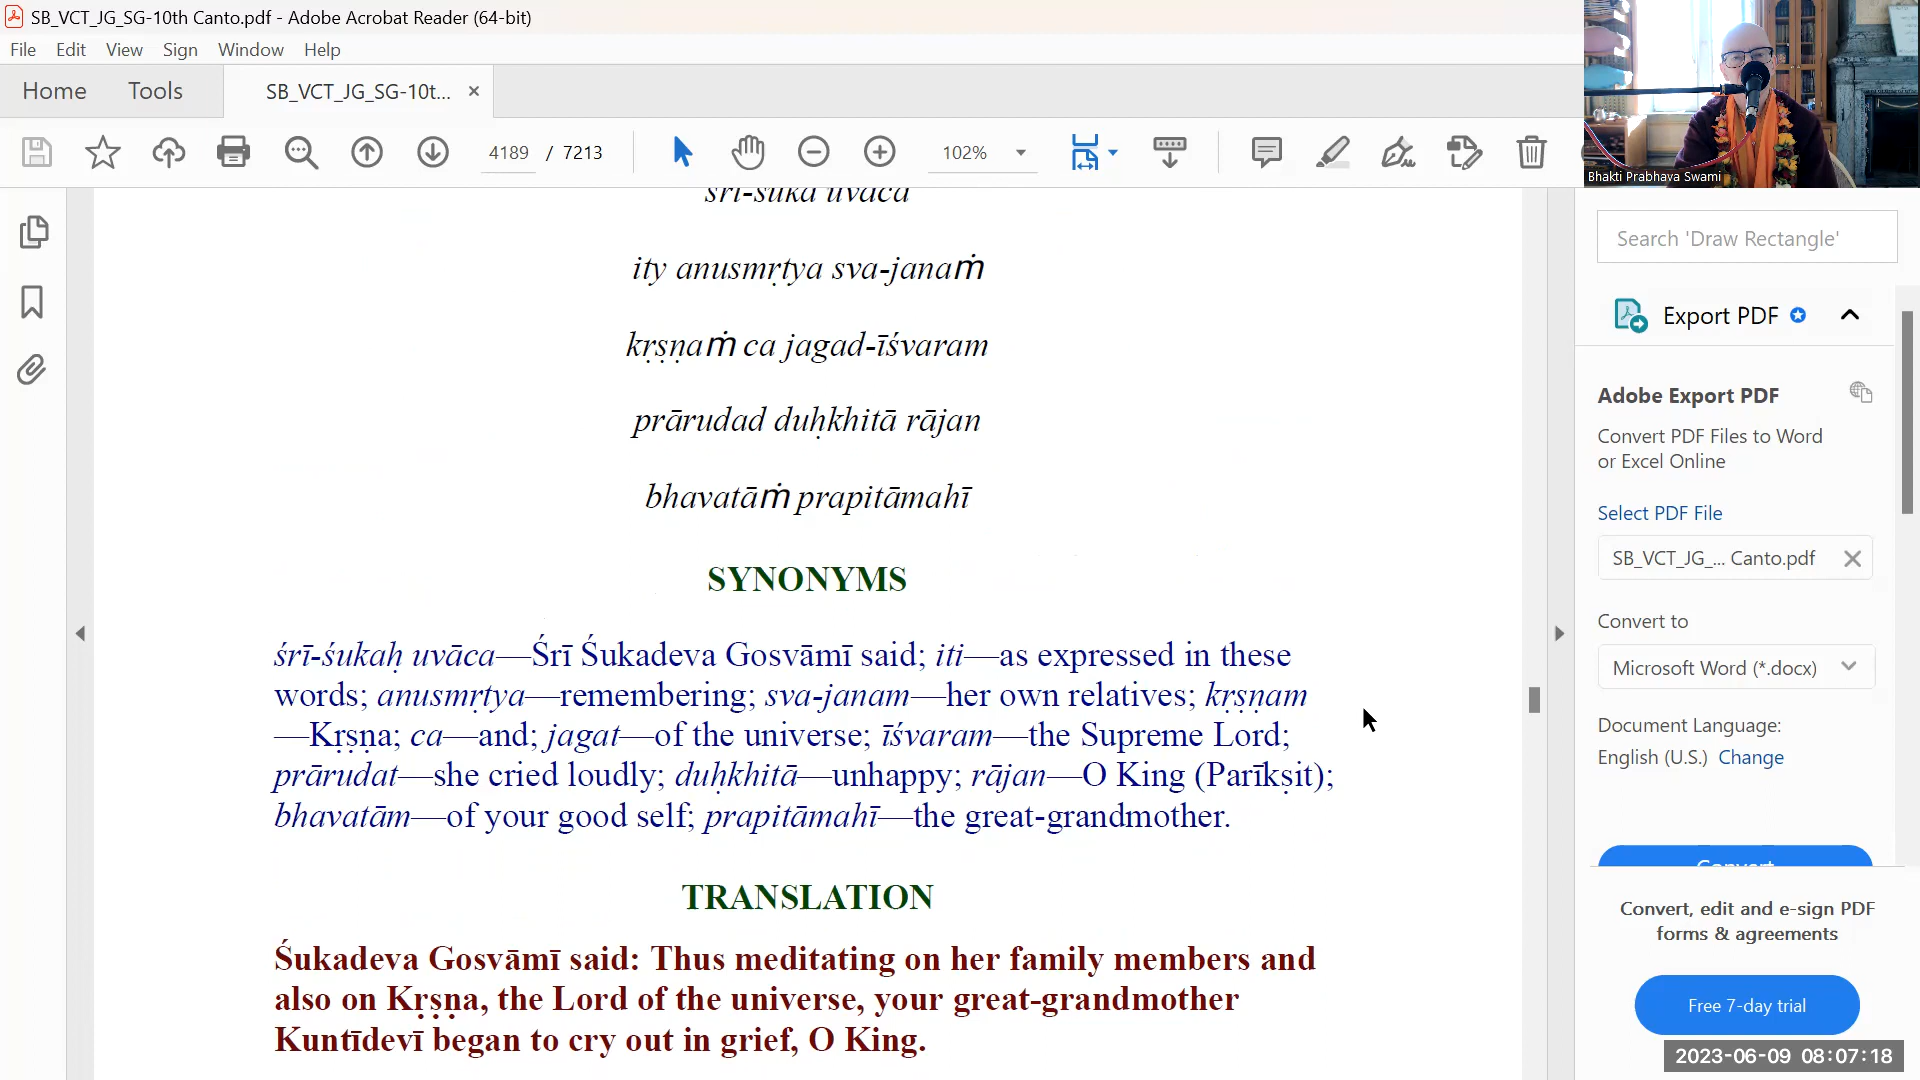 SB_VCT_JG_SG-10th Canto.pdf - Adobe Acrobat Reader (64-bit)
File Edit View Sign Window Help
Home Tools SB_VCT_JG_SG-10t... ×
4189 / 7213 102%
Bhakti Prabhava Swami
śrī-śuka uvāca
ity anusmṛtya sva-janaṁ
kṛṣṇaṁ ca jagad-īśvaram
prārudad duḥkhitā rājan
bhavatāṁ prapitāmahī
SYNONYMS
śrī-śukaḥ uvāca—Śrī Śukadeva Gosvāmī said; iti—as expressed in these
words; anusmṛtya—remembering; sva-janam—her own relatives; kṛṣṇam
—Kṛṣṇa; ca—and; jagat—of the universe; īśvaram—the Supreme Lord;
prārudat—she cried loudly; duḥkhitā—unhappy; rājan—O King (Parīkṣit);
bhavatām—of your good self; prapitāmahī—the great-grandmother.
TRANSLATION
Śukadeva Gosvāmī said: Thus meditating on her family members and
also on Kṛṣṇa, the Lord of the universe, your great-grandmother
Kuntīdevī began to cry out in grief, O King.
Search 'Draw Rectangle'
Export PDF
Adobe Export PDF
Convert PDF Files to Word
or Excel Online
Select PDF File
SB_VCT_JG_... Canto.pdf
Convert to
Microsoft Word (*.docx)
Document Language:
English (U.S.) Change
Convert
Convert, edit and e-sign PDF
forms & agreements
Free 7-day trial
2023-06-09 08:07:18